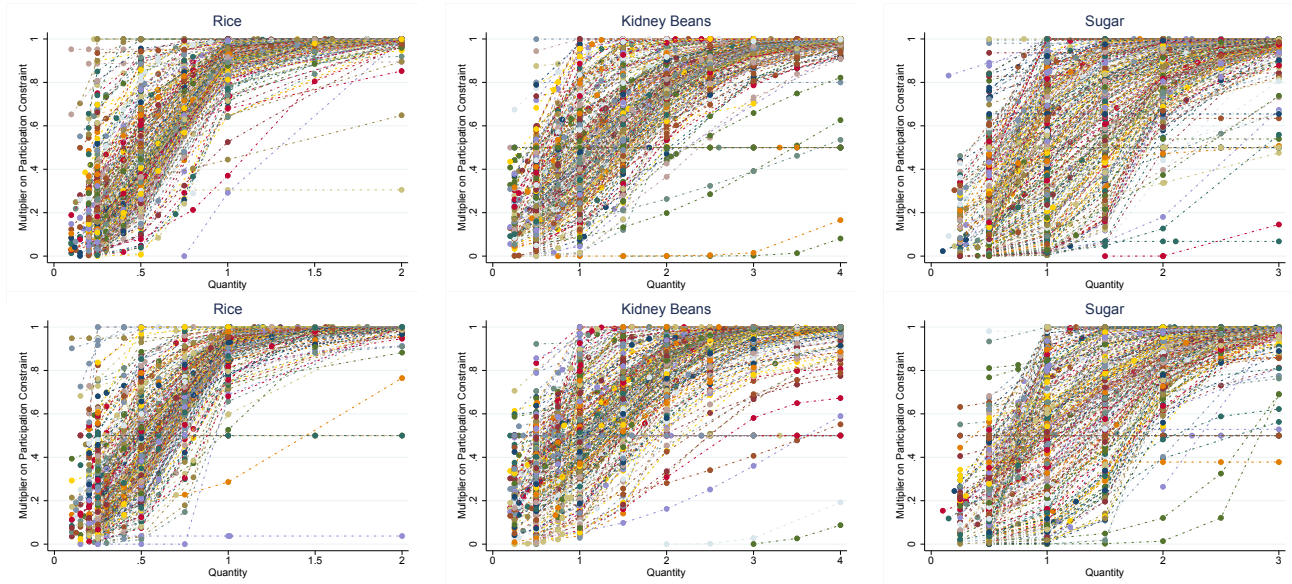 Rice
Multiplier on Participation Constraint
1
.8
.6
.4
.2
0
0 .5 1 1.5 2
Quantity
Kidney Beans
Multiplier on Participation Constraint
1
.8
.6
.4
.2
0
0 1 2 3 4
Quantity
Sugar
Multiplier on Participation Constraint
1
.8
.6
.4
.2
0
0 1 2 3
Quantity
Rice
Multiplier on Participation Constraint
1
.8
.6
.4
.2
0
0 .5 1 1.5 2
Quantity
Kidney Beans
Multiplier on Participation Constraint
1
.8
.6
.4
.2
0
0 1 2 3 4
Quantity
Sugar
Multiplier on Participation Constraint
1
.8
.6
.4
.2
0
0 1 2 3
Quantity